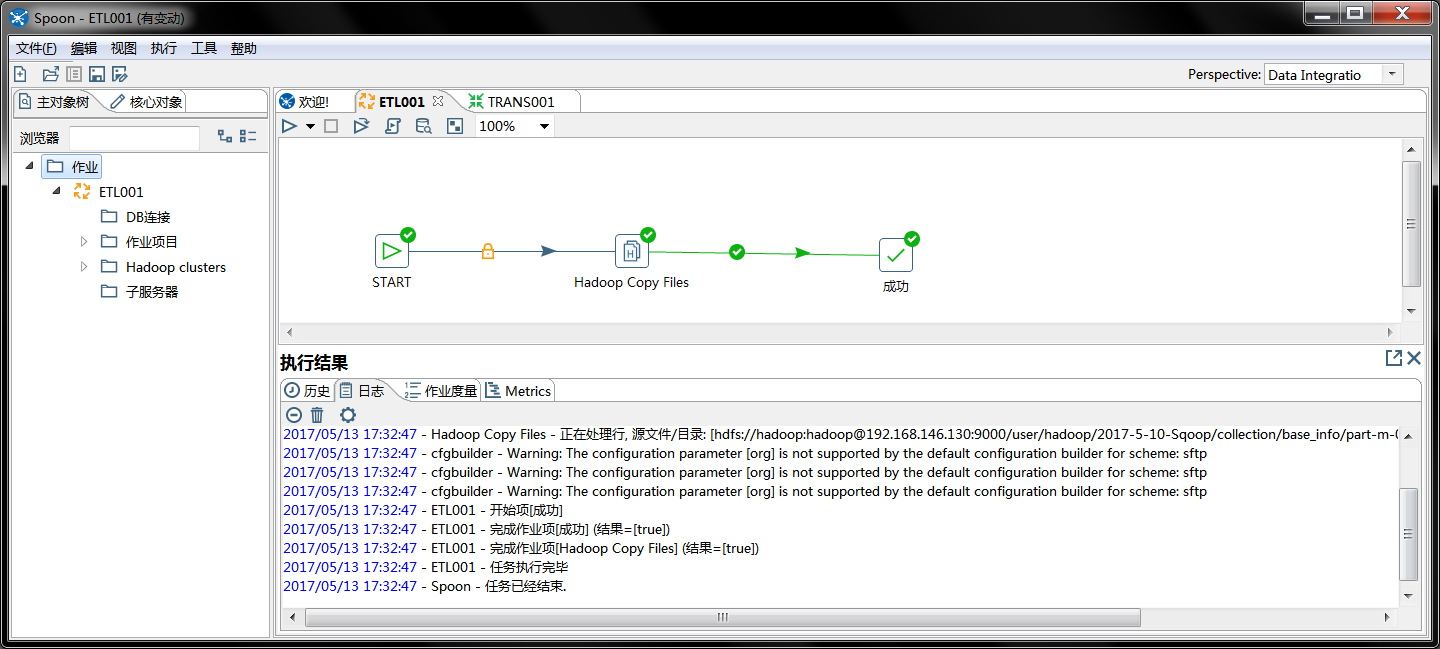 Spoon - ETL001 (有变动)
文件(F) 编辑 视图 执行 工具 帮助
Perspective: Data Integratio
主对象树 核心对象
欢迎! ETL001 TRANS001
100%
浏览器
作业
ETL001
DB连接
作业项目
Hadoop clusters
子服务器
START
Hadoop Copy Files
成功
执行结果
历史 日志 作业度量 Metrics
2017/05/13 17:32:47 - Hadoop Copy Files - 正在处理行, 源文件/目录: [hdfs://hadoop:hadoop@192.168.146.130:9000/user/hadoop/2017-5-10-Sqoop/collection/base_info/part-m-0
2017/05/13 17:32:47 - cfgbuilder - Warning: The configuration parameter [org] is not supported by the default configuration builder for scheme: sftp
2017/05/13 17:32:47 - cfgbuilder - Warning: The configuration parameter [org] is not supported by the default configuration builder for scheme: sftp
2017/05/13 17:32:47 - cfgbuilder - Warning: The configuration parameter [org] is not supported by the default configuration builder for scheme: sftp
2017/05/13 17:32:47 - ETL001 - 开始项[成功]
2017/05/13 17:32:47 - ETL001 - 完成作业项[成功] (结果=[true])
2017/05/13 17:32:47 - ETL001 - 完成作业项[Hadoop Copy Files] (结果=[true])
2017/05/13 17:32:47 - ETL001 - 任务执行完毕
2017/05/13 17:32:47 - Spoon - 任务已经结束.